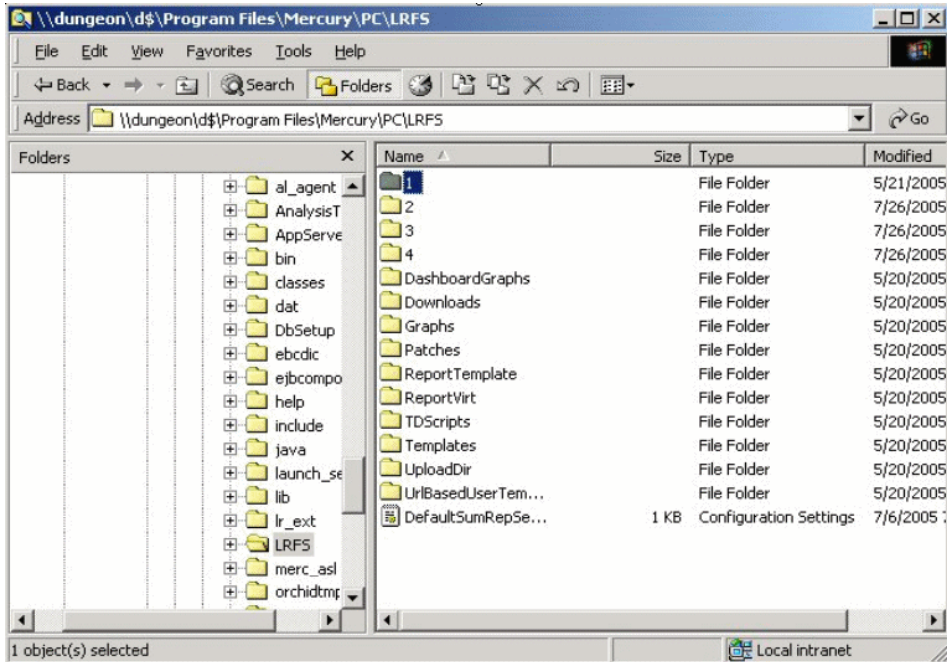 \\dungeon\d$\Program Files\Mercury\PC\LRFS
File Edit View Favorites Tools Help
Back Search Folders
Address \\dungeon\d$\Program Files\Mercury\PC\LRFS Go
Folders
al_agent
AnalysisT
AppServe
bin
classes
dat
DbSetup
ebcdic
ejbcompo
help
include
java
launch_se
lib
lr_ext
LRFS
merc_asl
orchidtmp
Name Size Type Modified
1 File Folder 5/21/2005
2 File Folder 7/26/2005
3 File Folder 7/26/2005
4 File Folder 7/26/2005
DashboardGraphs File Folder 5/20/2005
Downloads File Folder 5/20/2005
Graphs File Folder 5/20/2005
Patches File Folder 5/20/2005
ReportTemplate File Folder 5/20/2005
ReportVirt File Folder 5/20/2005
TDScripts File Folder 5/20/2005
Templates File Folder 5/20/2005
UploadDir File Folder 5/20/2005
UrlBasedUserTem... File Folder 5/20/2005
DefaultSumRepSe... 1 KB Configuration Settings 7/6/2005
1 object(s) selected
Local intranet